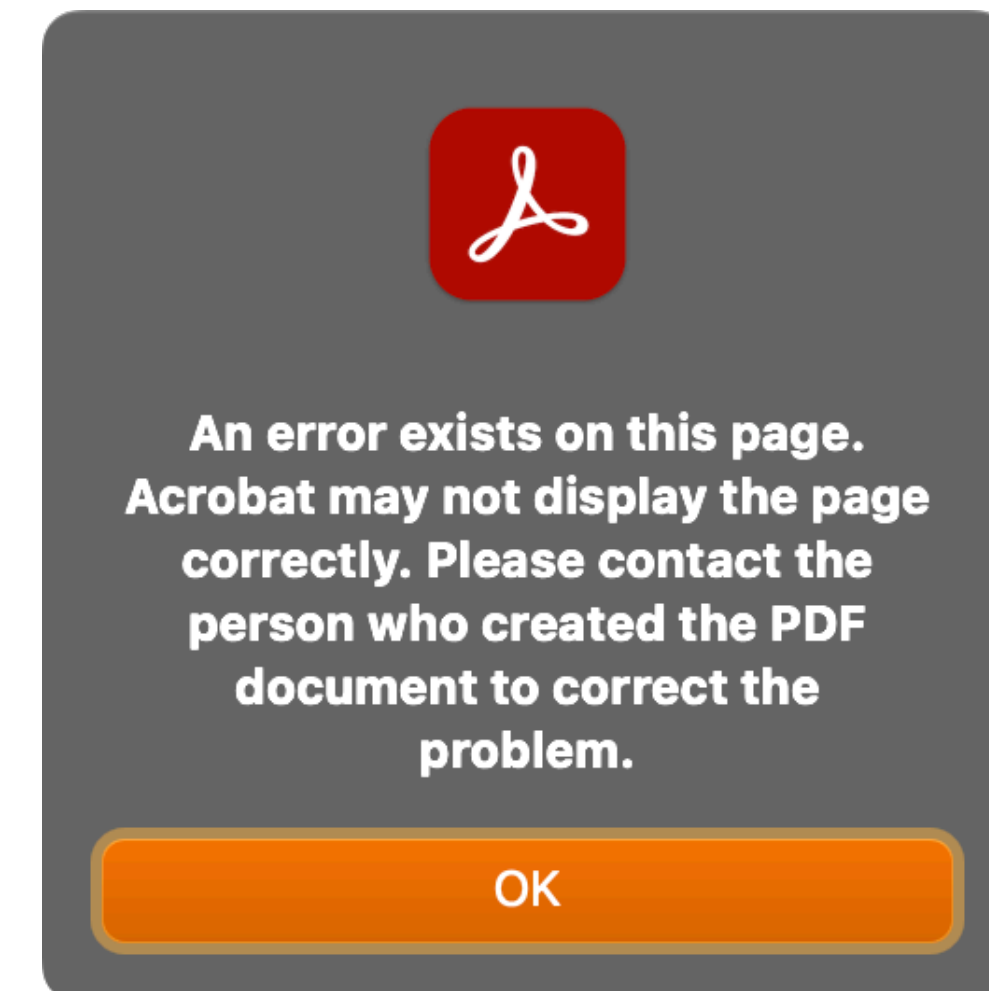 An error exists on this page.
Acrobat may not display the page
correctly. Please contact the
person who created the PDF
document to correct the
problem.
OK